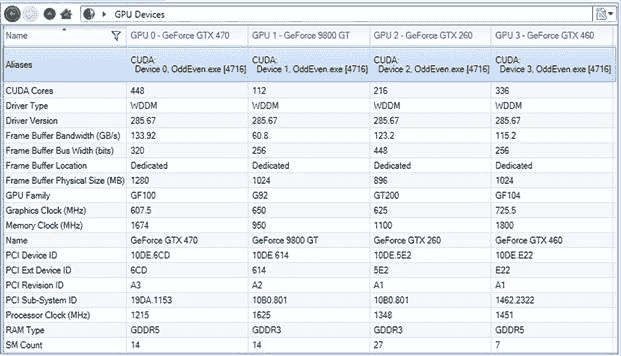 GPU Devices
Name GPU 0 - GeForce GTX 470 GPU 1 - GeForce 9800 GT GPU 2 - GeForce GTX 260 GPU 3 - GeForce GTX 460
Aliases CUDA: CUDA: CUDA: CUDA:
Device 0, OddEven.exe [4716] Device 1, OddEven.exe [4716] Device 2, OddEven.exe [4716] Device 3, OddEven.exe [4716]
CUDA Cores 448 112 216 336
Driver Type WDDM WDDM WDDM WDDM
Driver Version 285.67 285.67 285.67 285.67
Frame Buffer Bandwidth (GB/s) 133.92 60.8 123.2 115.2
Frame Buffer Bus Width (bits) 320 256 448 256
Frame Buffer Location Dedicated Dedicated Dedicated Dedicated
Frame Buffer Physical Size (MB) 1280 1024 896 1024
GPU Family GF100 G92 GT200 GF104
Graphics Clock (MHz) 607.5 650 625 725.5
Memory Clock (MHz) 1674 950 1100 1800
Name GeForce GTX 470 GeForce 9800 GT GeForce GTX 260 GeForce GTX 460
PCI Device ID 10DE.6CD 10DE.614 10DE.5E2 10DE.E22
PCI Ext Device ID 6CD 614 5E2 E22
PCI Revision ID A3 A2 A1 A1
PCI Sub-System ID 19DA.1153 10B0.801 10B0.801 1462.2322
Processor Clock (MHz) 1215 1625 1348 1451
RAM Type GDDR5 GDDR3 GDDR3 GDDR5
SM Count 14 14 27 7